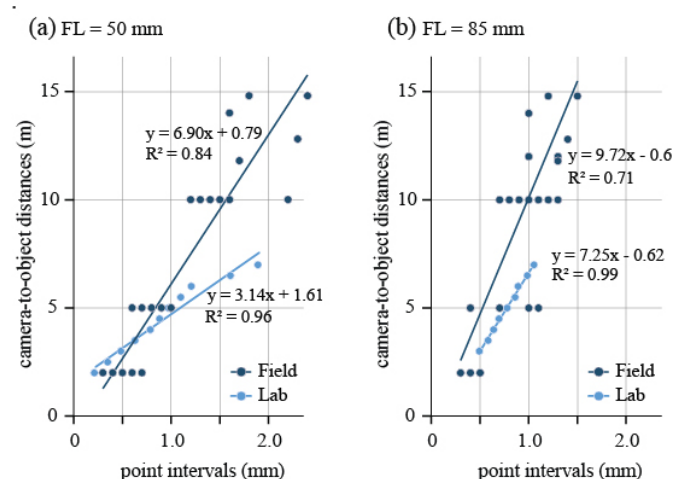 (a) FL = 50 mm
15
10
5
0
camera-to-object distances (m)
y = 6.90x + 0.79
R² = 0.84
y = 3.14x + 1.61
R² = 0.96
Field
Lab
0
1.0
2.0
point intervals (mm)
(b) FL = 85 mm
15
10
5
0
camera-to-object distances (m)
y = 9.72x - 0.6
R² = 0.71
y = 7.25x - 0.62
R² = 0.99
Field
Lab
0
1.0
2.0
point intervals (mm)